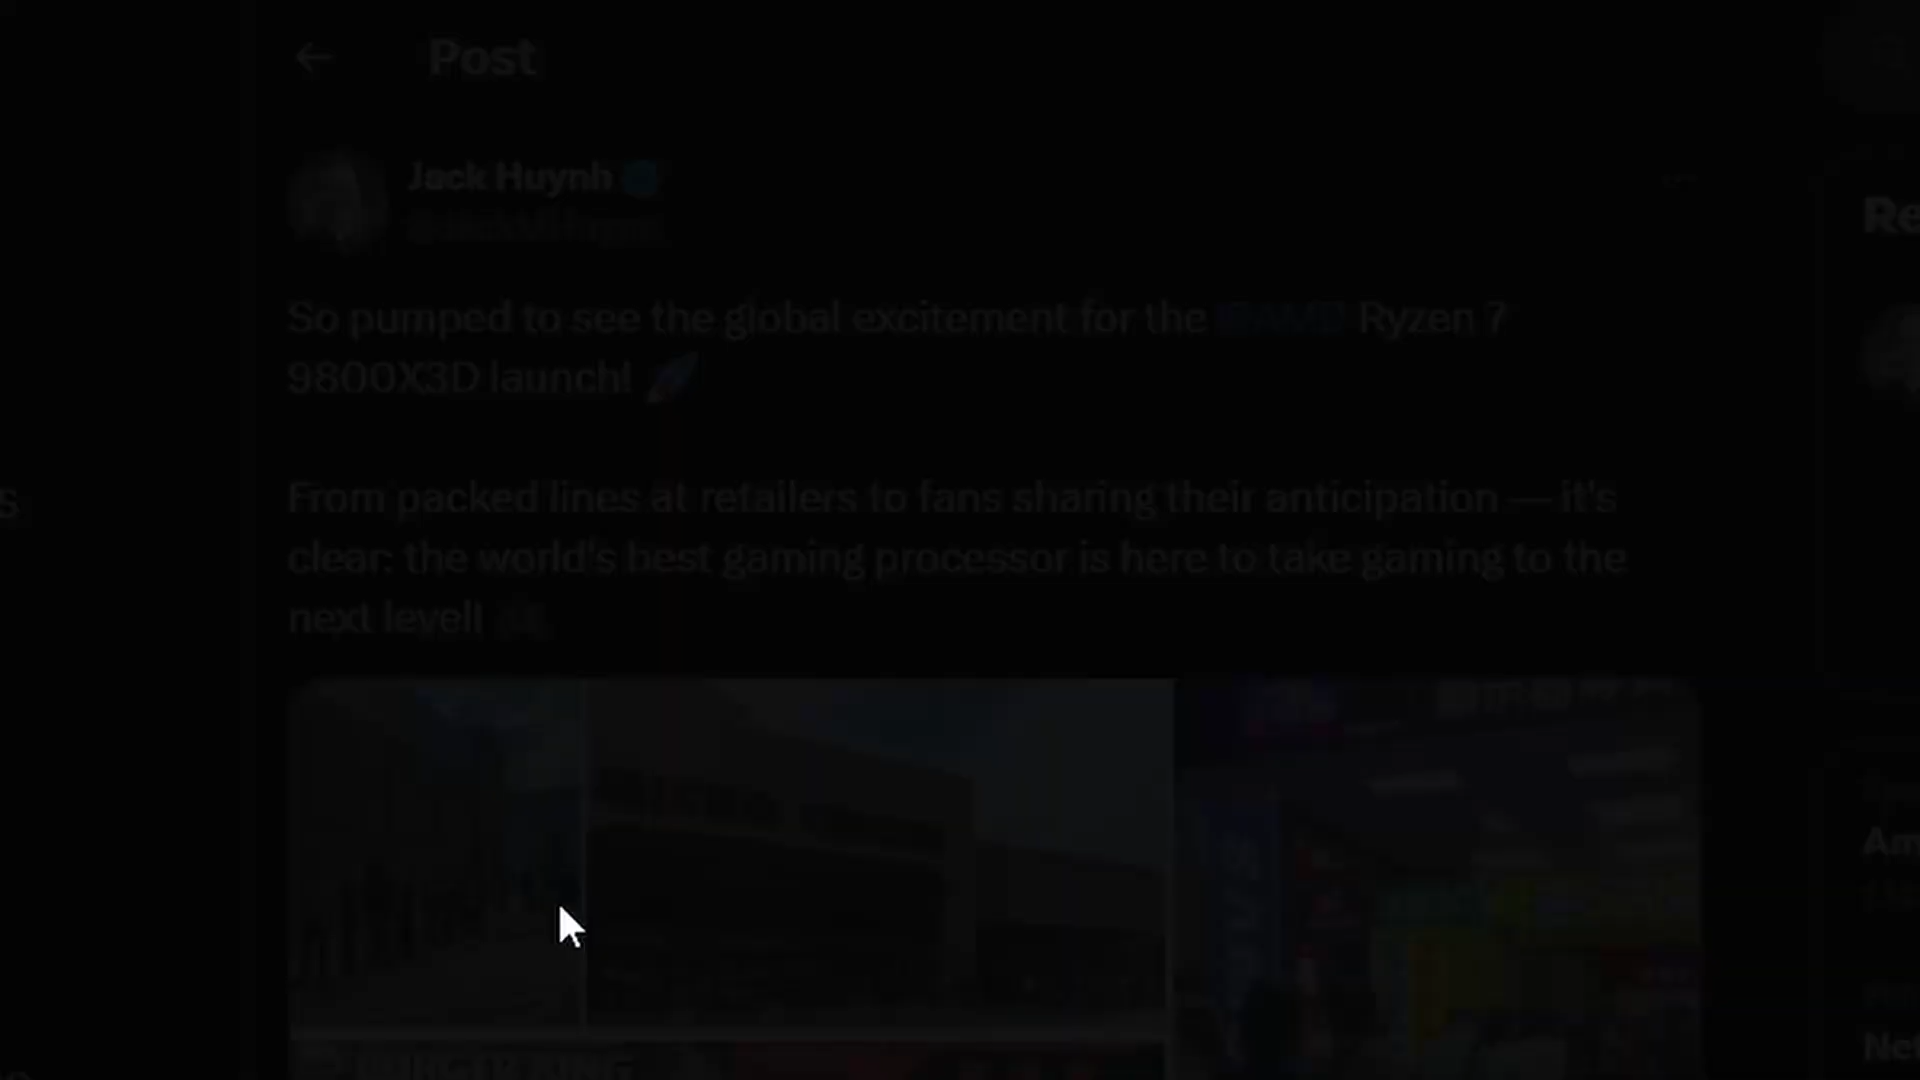 Post
Jack Huynh
So pumped to see the global excitement for the @AMD Ryzen 7
9800X3D launch!
From packed lines at retailers to fans sharing their anticipation — it's
clear: the world's best gaming processor is here to take gaming to the
next level!